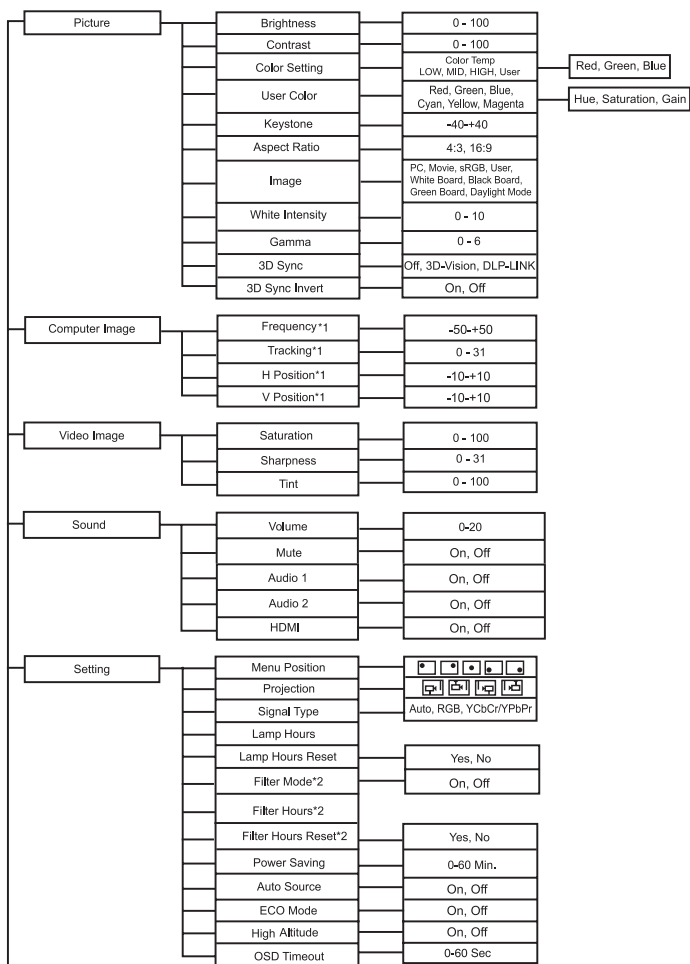 Picture
Brightness
0 - 100
Contrast
0 - 100
Color Setting
Color Temp
LOW, MID, HIGH, User
Red, Green, Blue
User Color
Red, Green, Blue,
Cyan, Yellow, Magenta
Hue, Saturation, Gain
Keystone
-40-+40
Aspect Ratio
4:3, 16:9
Image
PC, Movie, sRGB, User,
White Board, Black Board,
Green Board, Daylight Mode
White Intensity
0 - 10
Gamma
0 - 6
3D Sync
Off, 3D-Vision, DLP-LINK
3D Sync Invert
On, Off
Computer Image
Frequency*1
-50-+50
Tracking*1
0 - 31
H Position*1
-10-+10
V Position*1
-10-+10
Video Image
Saturation
0 - 100
Sharpness
0 - 31
Tint
0 - 100
Sound
Volume
0-20
Mute
On, Off
Audio 1
On, Off
Audio 2
On, Off
HDMI
On, Off
Setting
Menu Position
Projection
Signal Type
Auto, RGB, YCbCr/YPbPr
Lamp Hours
Lamp Hours Reset
Yes, No
Filter Mode*2
On, Off
Filter Hours*2
Filter Hours Reset*2
Yes, No
Power Saving
0-60 Min.
Auto Source
On, Off
ECO Mode
On, Off
High Altitude
On, Off
OSD Timeout
0-60 Sec